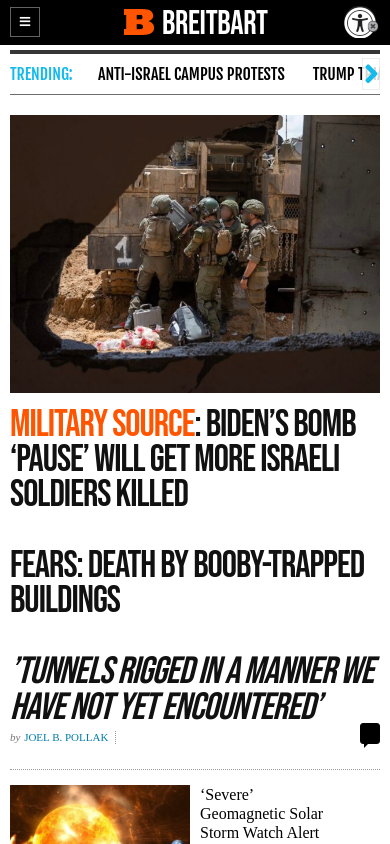 BREITBART
TRENDING: ANTI-ISRAEL CAMPUS PROTESTS TRUMP T
1
MILITARY SOURCE: BIDEN’S BOMB
‘PAUSE’ WILL GET MORE ISRAELI
SOLDIERS KILLED
FEARS: DEATH BY BOOBY-TRAPPED
BUILDINGS
’TUNNELS RIGGED IN A MANNER WE
HAVE NOT YET ENCOUNTERED’
by JOEL B. POLLAK
‘Severe’
Geomagnetic Solar
Storm Watch Alert